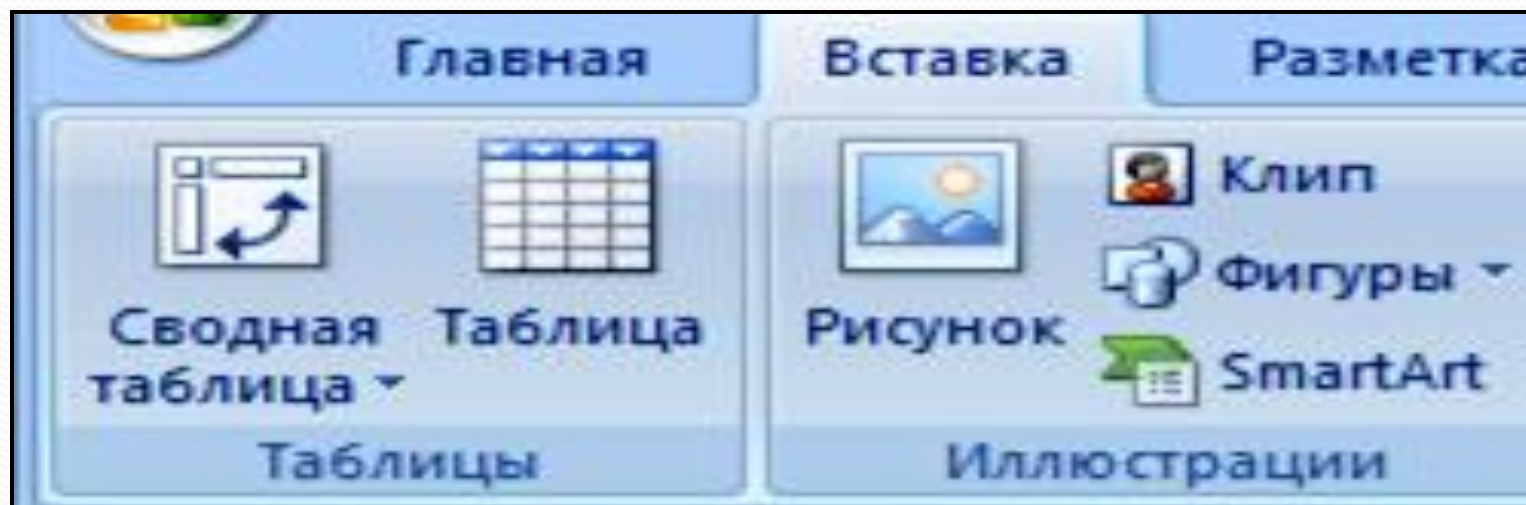 Главная Вставка Разметка
Сводная таблица
Таблица
Рисунок
Клип
Фигуры
SmartArt
Таблицы
Иллюстрации